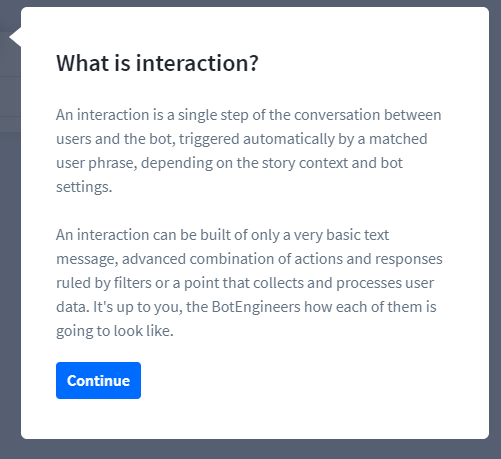 What is interaction?
An interaction is a single step of the conversation between
users and the bot, triggered automatically by a matched
user phrase, depending on the story context and bot
settings.
An interaction can be built of only a very basic text
message, advanced combination of actions and responses
ruled by filters or a point that collects and processes user
data. It's up to you, the BotEngineers how each of them is
going to look like.
Continue